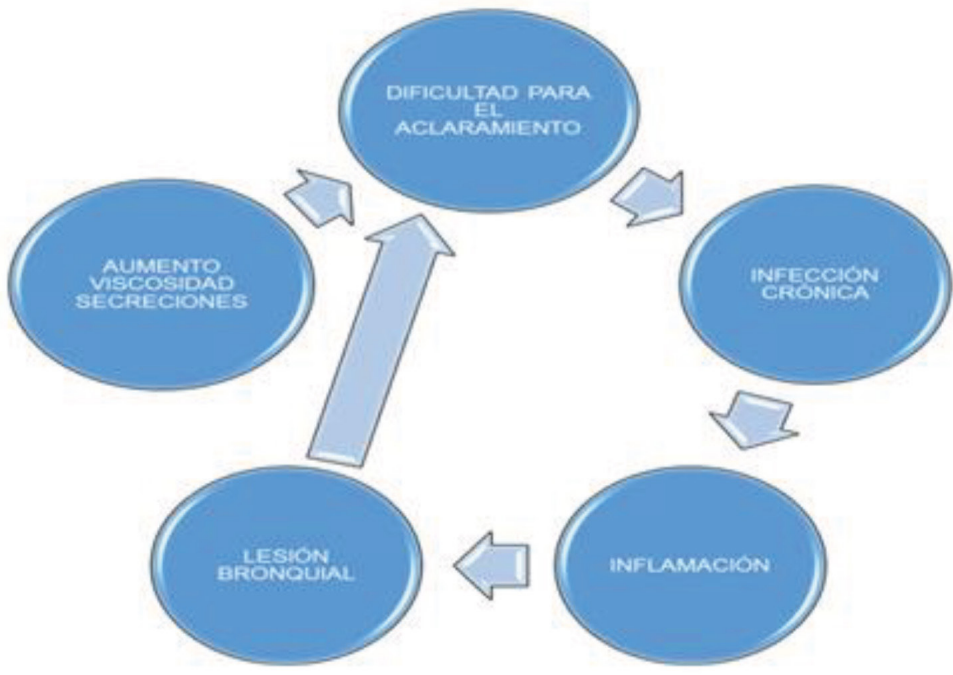 DIFICULTAD PARA
EL
ACLARAMIENTO
AUMENTO
VISCOSIDAD
SECRECIONES
INFECCIÓN
CRÓNICA
LESIÓN
BRONQUIAL
INFLAMACIÓN